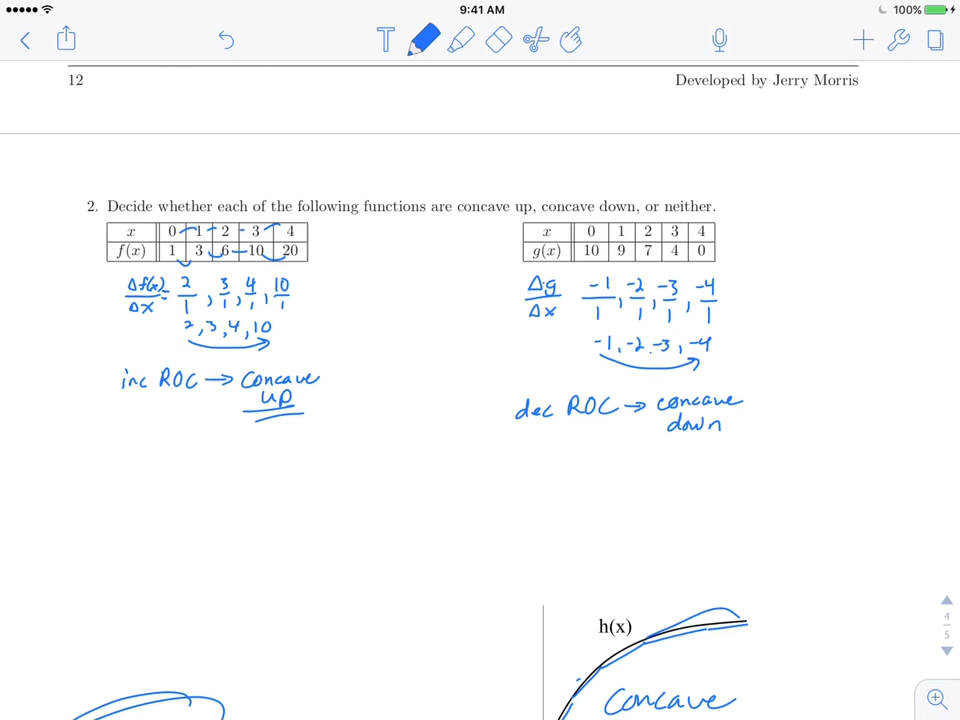 9:41 AM
100%
12 Developed by Jerry Morris
2. Decide whether each of the following functions are concave up, concave down, or neither.
x 0 1 2 3 4
f(x) 1 3 6 10 20
Δf(x)/Δx = 2/1, 3/1, 4/1, 10/1
2, 3, 4, 10
inc ROC → Concave
up
x 0 1 2 3 4
g(x) 10 9 7 4 0
Δg/Δx -1/1, -2/1, -3/1, -4/1
-1, -2, -3, -4
dec ROC → concave
down
h(x)
Concave
4
5